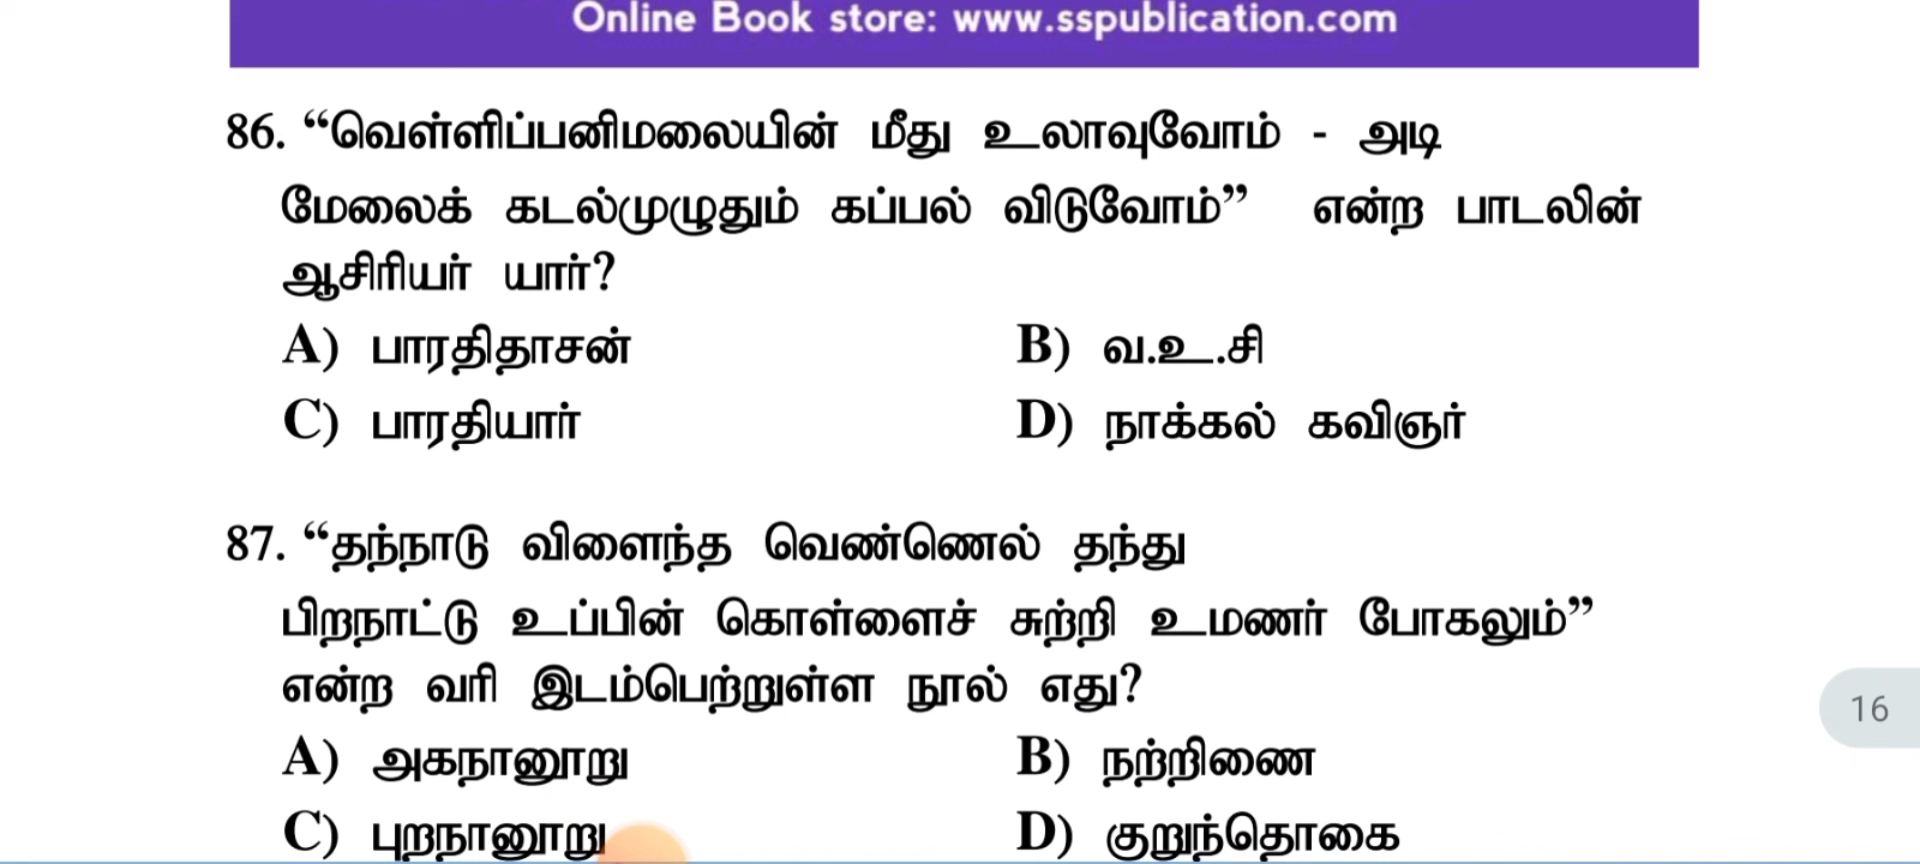 Online Book store: www.sspublication.com
86. “வெள்ளிப்பனிமலையின் மீது உலாவுவோம் - அடி
மேலைக் கடல்முழுதும் கப்பல் விடுவோம்” என்ற பாடலின்
ஆசிரியர் யார்?
A) பாரதிதாசன் B) வ.உ.சி
C) பாரதியார் D) நாக்கல் கவிஞர்
87. “தந்நாடு விளைந்த வெண்ணெல் தந்து
பிறநாட்டு உப்பின் கொள்ளைச் சுற்றி உமணர் போகலும்”
என்ற வரி இடம்பெற்றுள்ள நூல் எது?
A) அகநானூறு B) நற்றிணை
16
C) புறநானூறு D) குறுந்தொகை